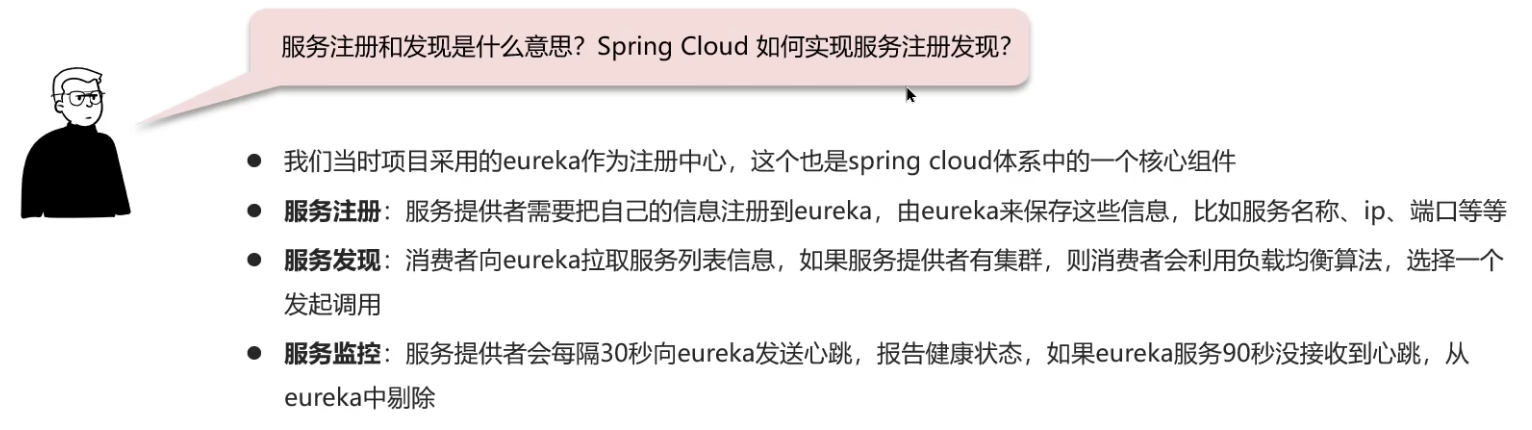 服务注册和发现是什么意思？Spring Cloud 如何实现服务注册发现？
● 我们当时项目采用的eureka作为注册中心，这个也是spring cloud体系中的一个核心组件
● 服务注册：服务提供者需要把自己的信息注册到eureka，由eureka来保存这些信息，比如服务名称、ip、端口等等
● 服务发现：消费者向eureka拉取服务列表信息，如果服务提供者有集群，则消费者会利用负载均衡算法，选择一个
发起调用
● 服务监控：服务提供者会每隔30秒向eureka发送心跳，报告健康状态，如果eureka服务90秒没接收到心跳，从
eureka中剔除